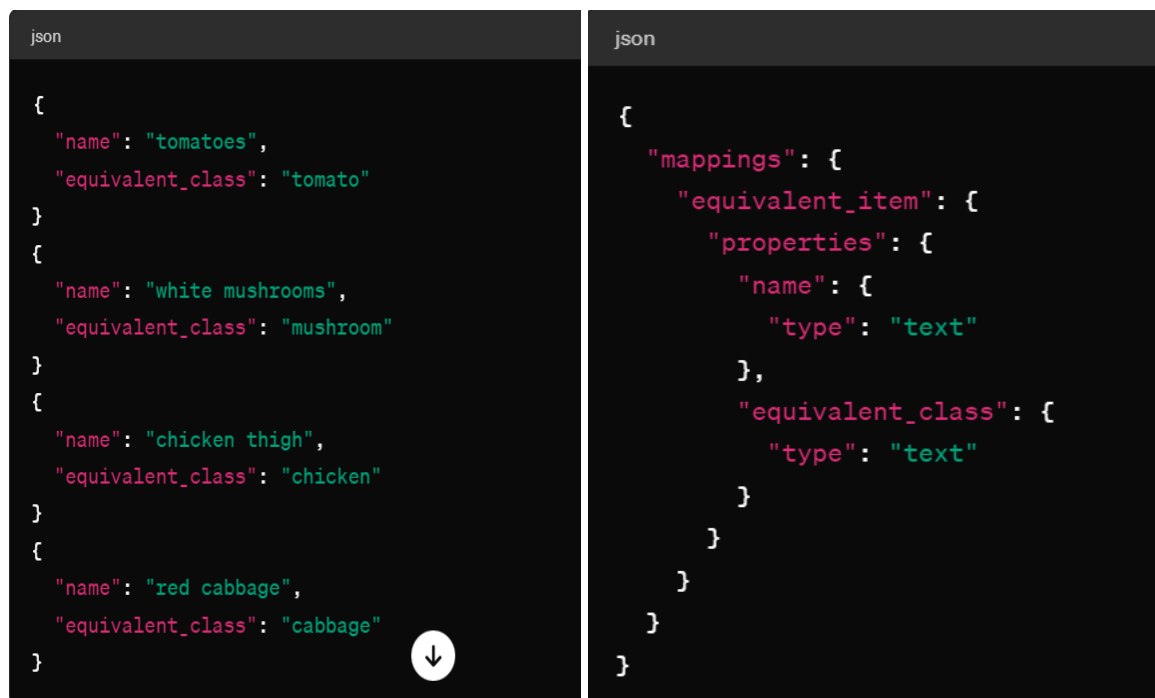 json
{
"name": "tomatoes",
"equivalent_class": "tomato"
}
{
"name": "white mushrooms",
"equivalent_class": "mushroom"
}
{
"name": "chicken thigh",
"equivalent_class": "chicken"
}
{
"name": "red cabbage",
"equivalent_class": "cabbage"
}
json
{
"mappings": {
"equivalent_item": {
"properties": {
"name": {
"type": "text"
},
"equivalent_class": {
"type": "text"
}
}
}
}
}